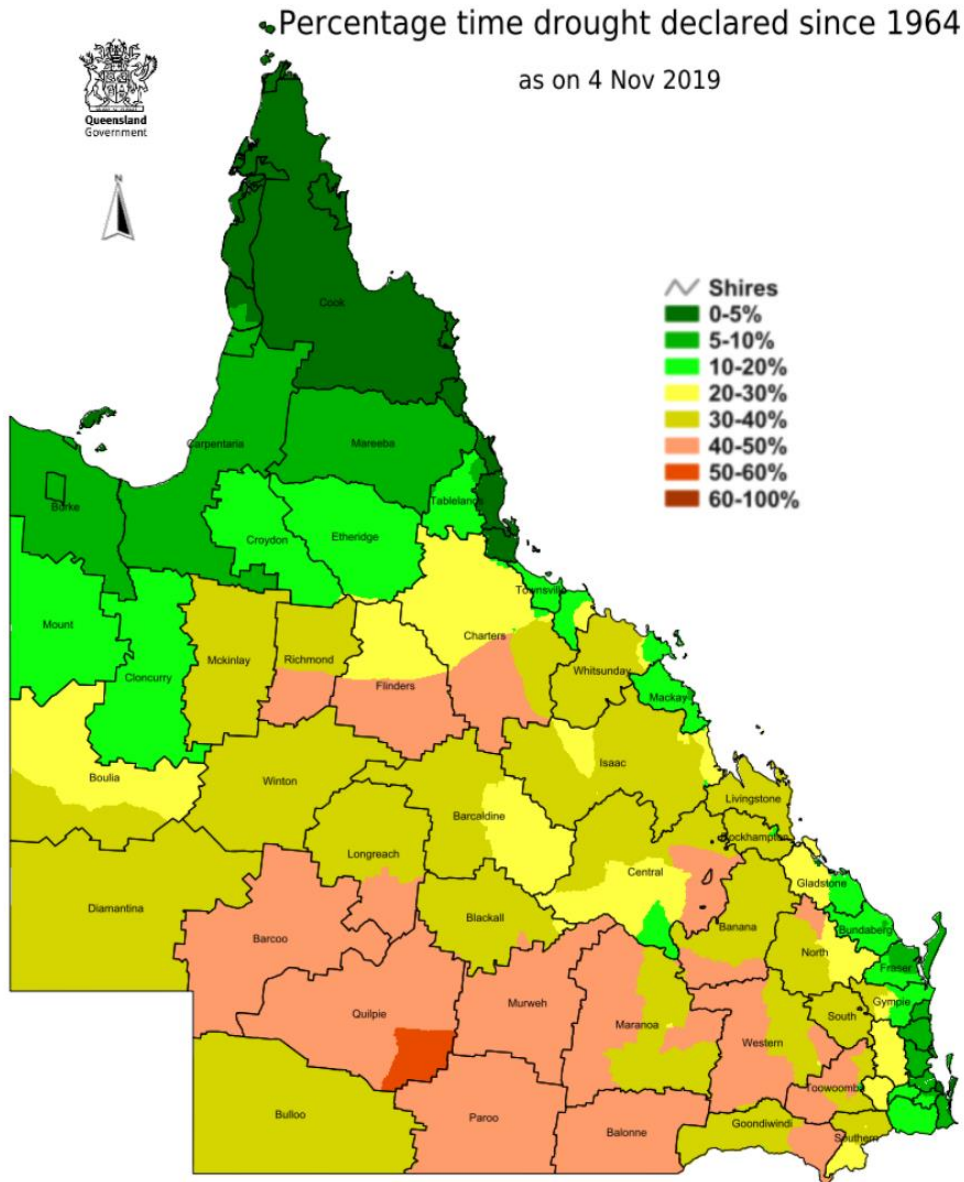 Percentage time drought declared since 1964
as on 4 Nov 2019
Queensland
Government
N
Shires
0-5%
5-10%
10-20%
20-30%
30-40%
40-50%
50-60%
60-100%
Cook
Carpentaria
Mareeba
Burke
Tablelands
Croydon
Etheridge
Townsville
Mount
Charters
Mckinlay
Richmond
Cloncurry
Whitsunday
Flinders
Mackay
Boulia
Winton
Isaac
Livingstone
Barcaldine
Rockhampton
Longreach
Central
Gladstone
Diamantina
Blackall
Banana
Bundaberg
Barcoo
North
Fraser
Quilpie
Murweh
Gympie
Maranoa
South
Western
Toowoomba
Bulloo
Paroo
Balonne
Goondiwindi
Southern